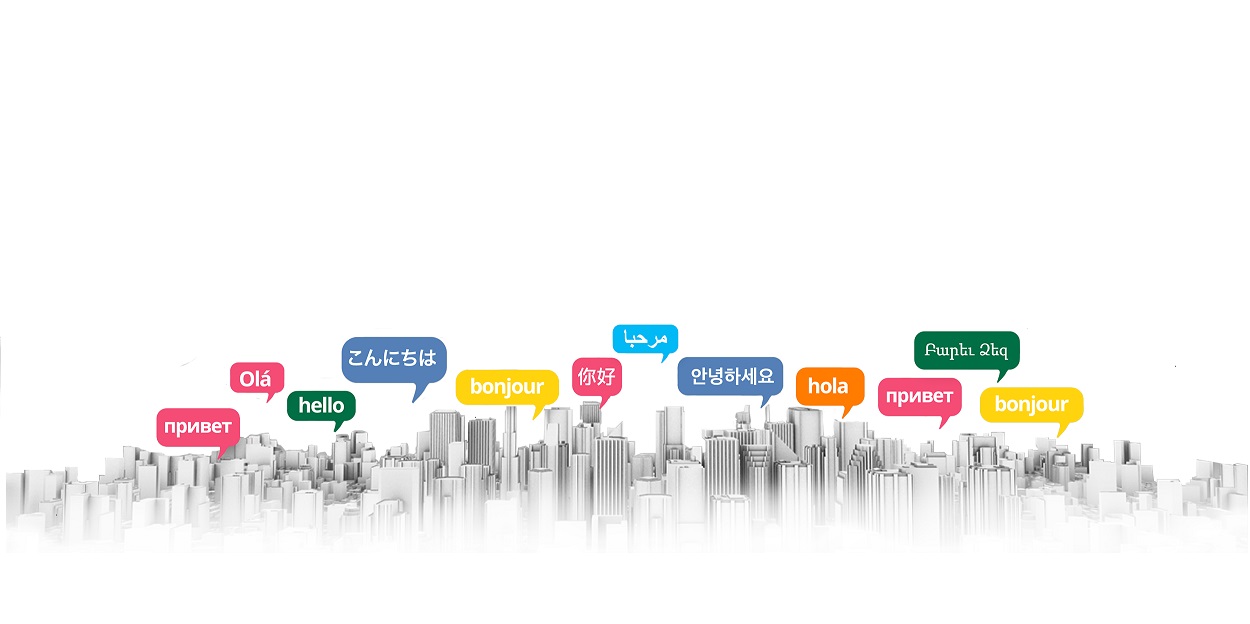 привет
Olá
hello
こんにちは
bonjour
你好
مرحبا
안녕하세요
hola
привет
Բարեւ Ձեզ
bonjour